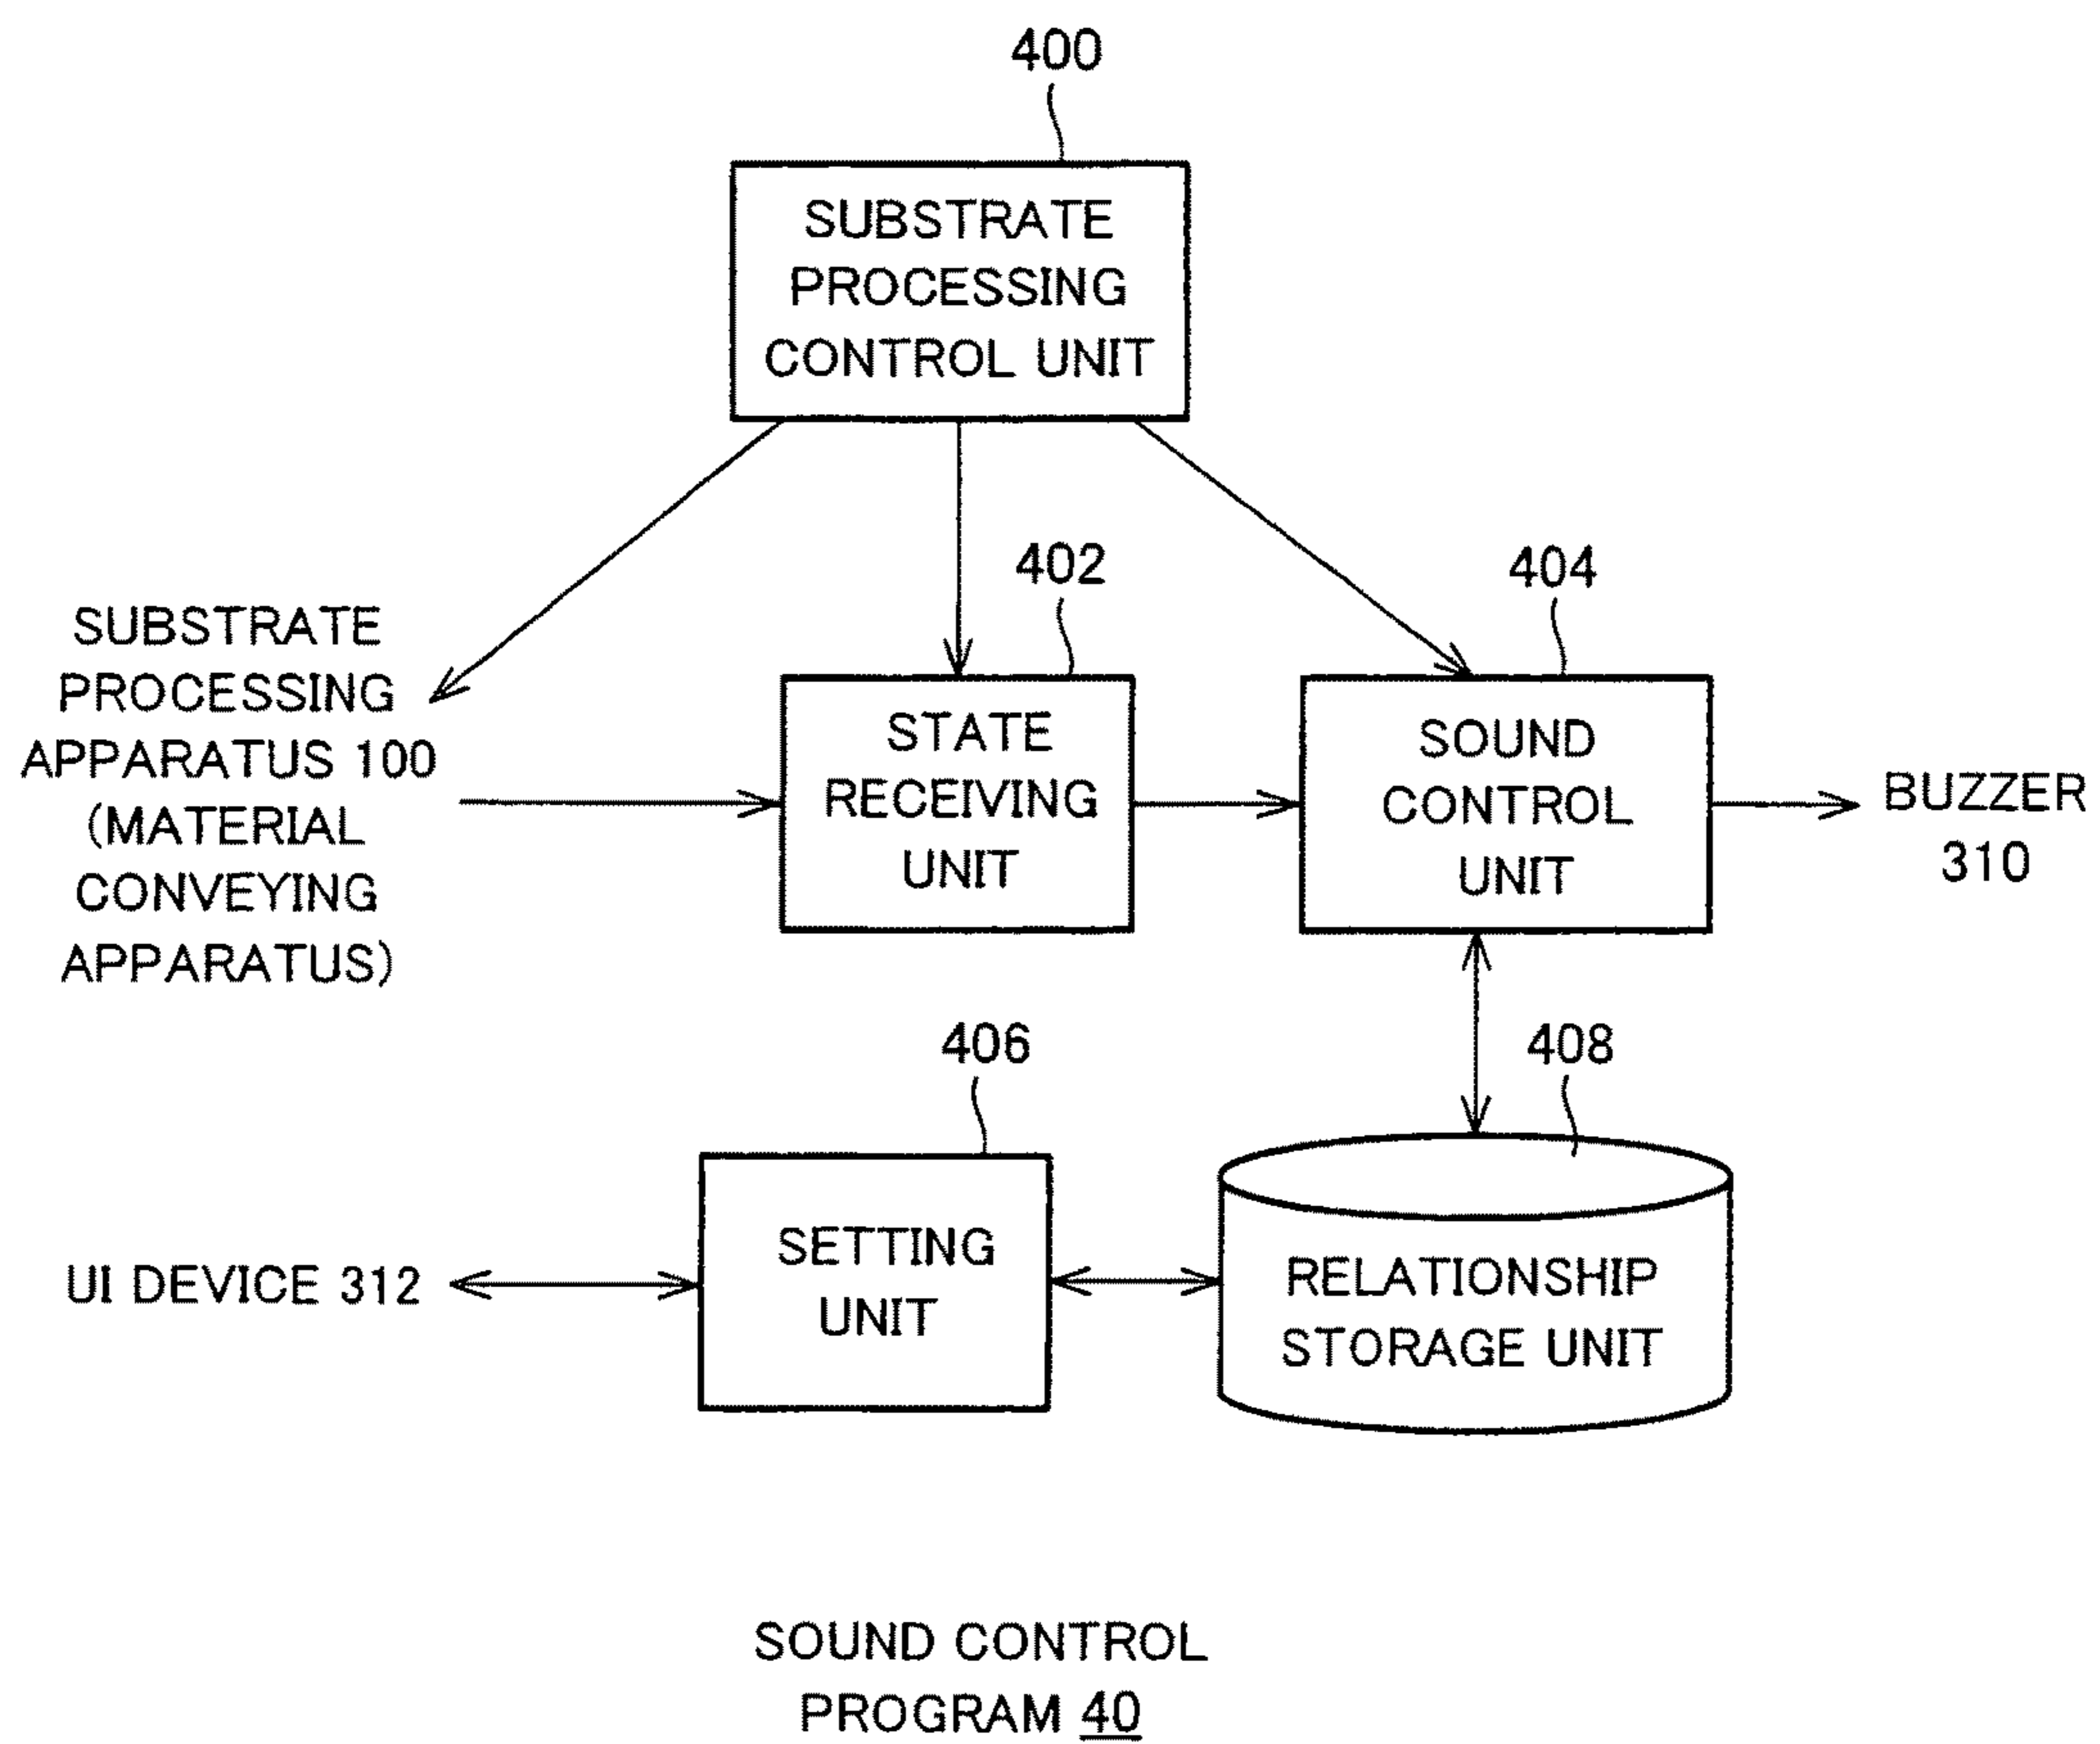 400
SUBSTRATE
PROCESSING
CONTROL UNIT
402
404
SUBSTRATE
PROCESSING
APPARATUS 100
(MATERIAL
CONVEYING
APPARATUS)
STATE
RECEIVING
UNIT
SOUND
CONTROL
UNIT
BUZZER
310
406
408
UI DEVICE 312
SETTING
UNIT
RELATIONSHIP
STORAGE UNIT
SOUND CONTROL
PROGRAM 40